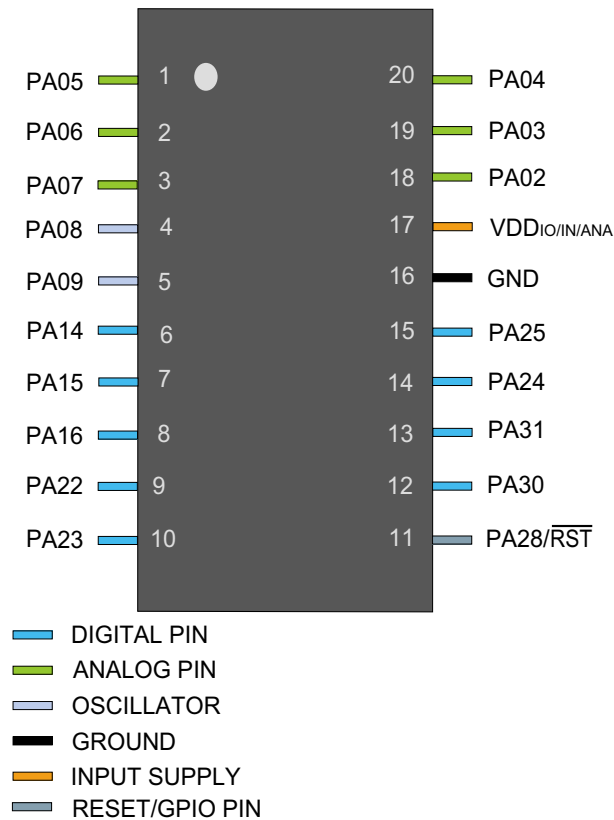 PA05 1 20 PA04
PA06 2 19 PA03
PA07 3 18 PA02
PA08 4 17 VDDIO/IN/ANA
PA09 5 16 GND
PA14 6 15 PA25
PA15 7 14 PA24
PA16 8 13 PA31
PA22 9 12 PA30
PA23 10 11 PA28/RST
DIGITAL PIN
ANALOG PIN
OSCILLATOR
GROUND
INPUT SUPPLY
RESET/GPIO PIN